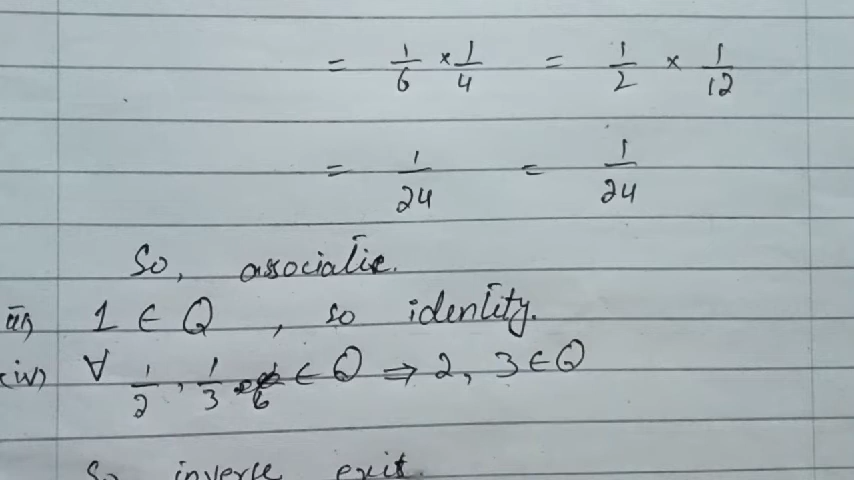 = 1/6 × 1/4 = 1/2 × 1/12
= 1/24 = 1/24
So, associatie.
iii) 1 ∈ Q, so identity.
(iv) ∀ 1/2, 1/3 ∈ Q ⇒ 2, 3 ∈ Q
So inverse exit.